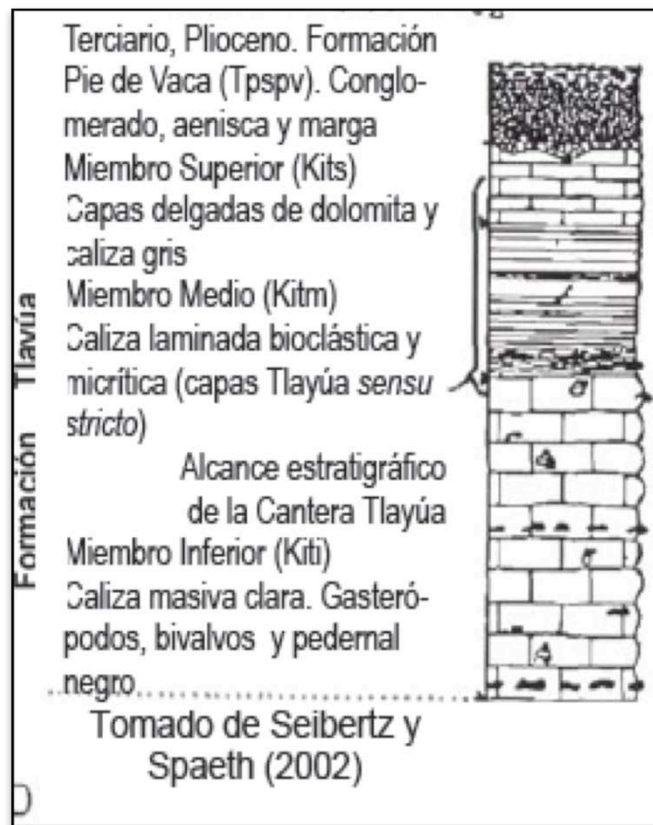 Terciario, Plioceno. Formación
Pie de Vaca (Tpspv). Conglo-
merado, aenisca y marga
Miembro Superior (Kits)
Capas delgadas de dolomita y
caliza gris
Miembro Medio (Kitm)
Caliza laminada bioclástica y
micrítica (capas Tlayúa sensu
stricto)
Alcance estratigráfico
de la Cantera Tlayúa
Miembro Inferior (Kiti)
Caliza masiva clara. Gasteró-
podos, bivalvos y pedernal
negro
Formación Tlayúa
Tomado de Seibertz y
Spaeth (2002)